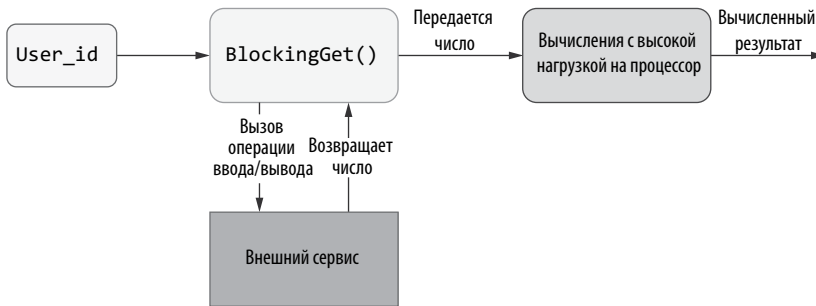 User_id
BlockingGet()
Передается
число
Вычисления с высокой
нагрузкой на процессор
Вычисленный
результат
Вызов
операции
ввода/вывода
Возвращает
число
Внешний сервис